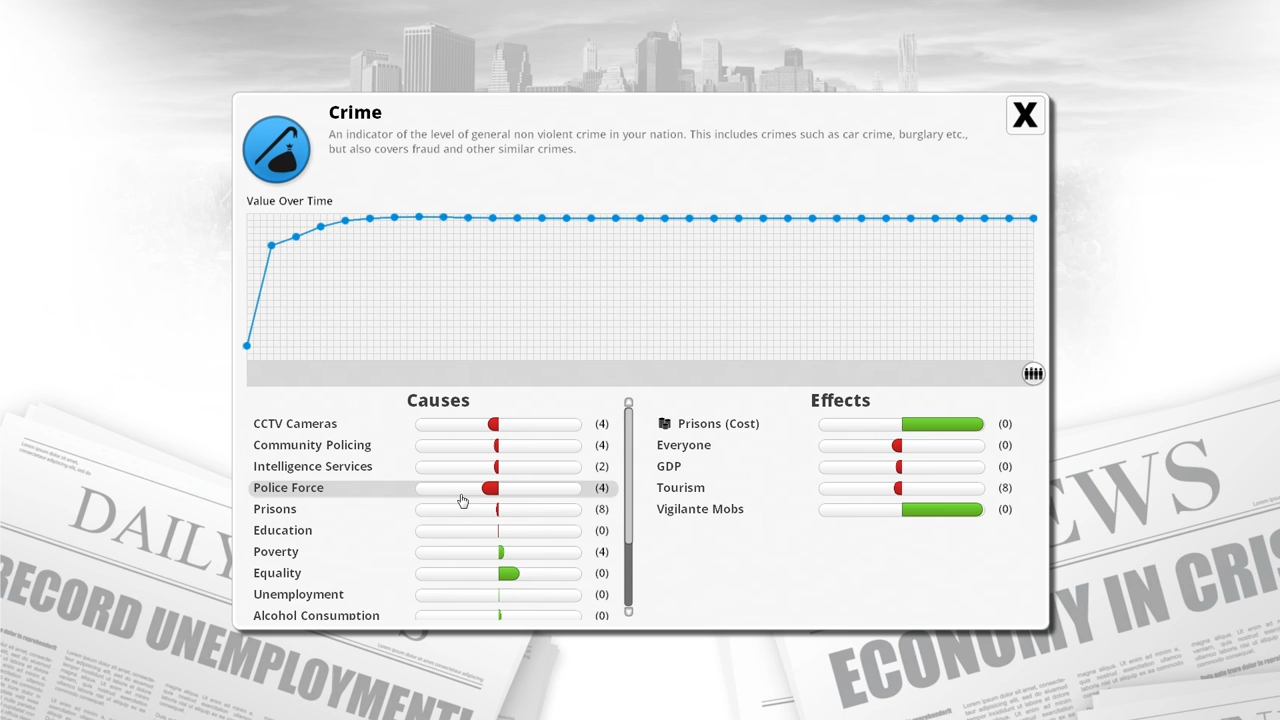 Crime
X
An indicator of the level of general non violent crime in your nation. This includes crimes such as car crime, burglary etc.,
but also covers fraud and other similar crimes.
Value Over Time
Causes
CCTV Cameras (4)
Community Policing (4)
Intelligence Services (2)
Police Force (4)
Prisons (8)
Education (0)
Poverty (4)
Equality (0)
Unemployment (0)
Alcohol Consumption (0)
Effects
Prisons (Cost) (0)
Everyone (0)
GDP (0)
Tourism (8)
Vigilante Mobs (0)
DAILY
RECORD UNEMPLOYMENT!
EWS
ECONOMY IN CRIS